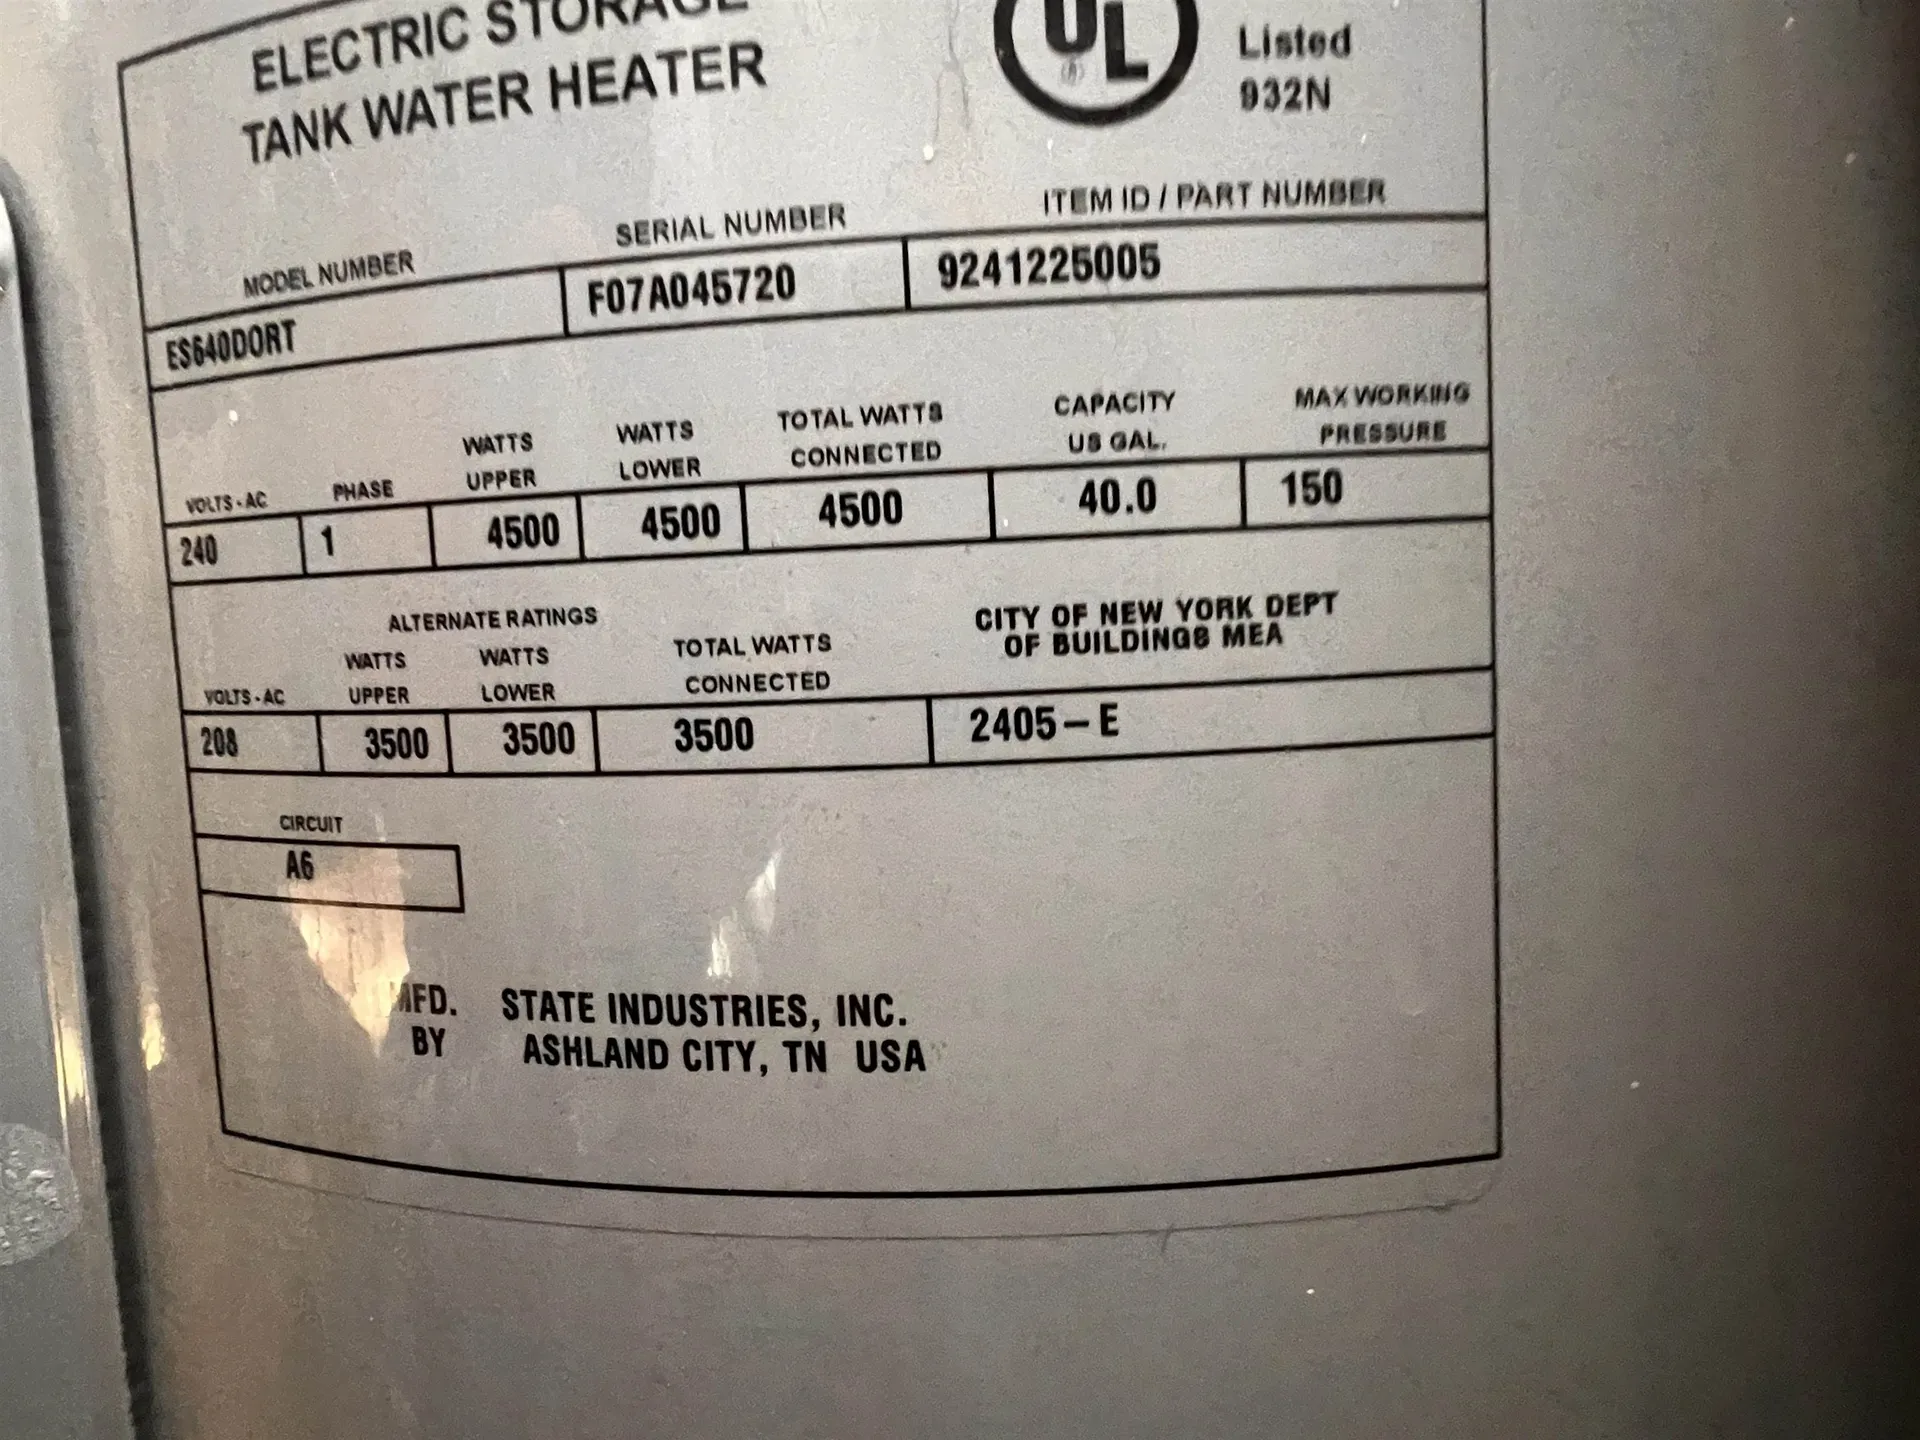 ELECTRIC STORAGE
TANK WATER HEATER
UL
®
Listed
932N
MODEL NUMBER SERIAL NUMBER ITEM ID / PART NUMBER
ES640DORT F07A045720 9241225005
VOLTS - AC PHASE WATTS UPPER WATTS LOWER TOTAL WATTS CONNECTED CAPACITY US GAL. MAX WORKING PRESSURE
240 1 4500 4500 4500 40.0 150
ALTERNATE RATINGS
VOLTS - AC WATTS UPPER WATTS LOWER TOTAL WATTS CONNECTED CITY OF NEW YORK DEPT OF BUILDINGS MEA
208 3500 3500 3500 2405 – E
CIRCUIT
A6
MFD. STATE INDUSTRIES, INC.
BY ASHLAND CITY, TN USA